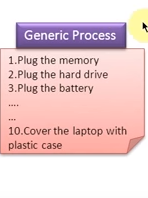 Generic Process
1.Plug the memory
2.Plug the hard drive
3.Plug the battery
....
...
10.Cover the laptop with
plastic case